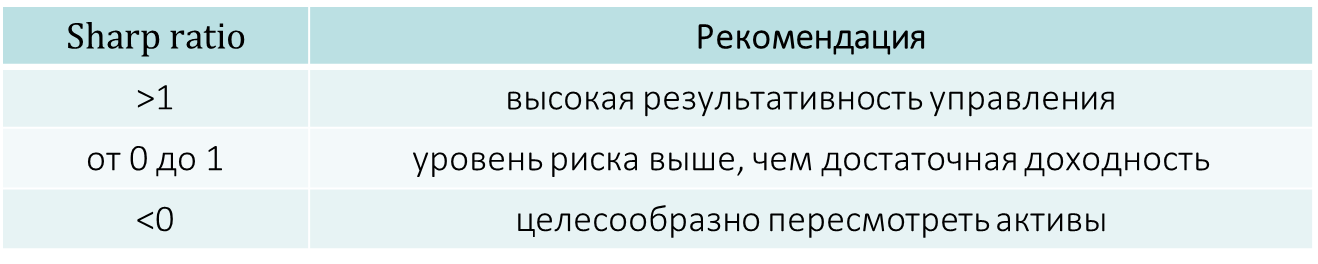 Sharp ratio
Рекомендация
>1
высокая результативность управления
от 0 до 1
уровень риска выше, чем достаточная доходность
<0
целесообразно пересмотреть активы